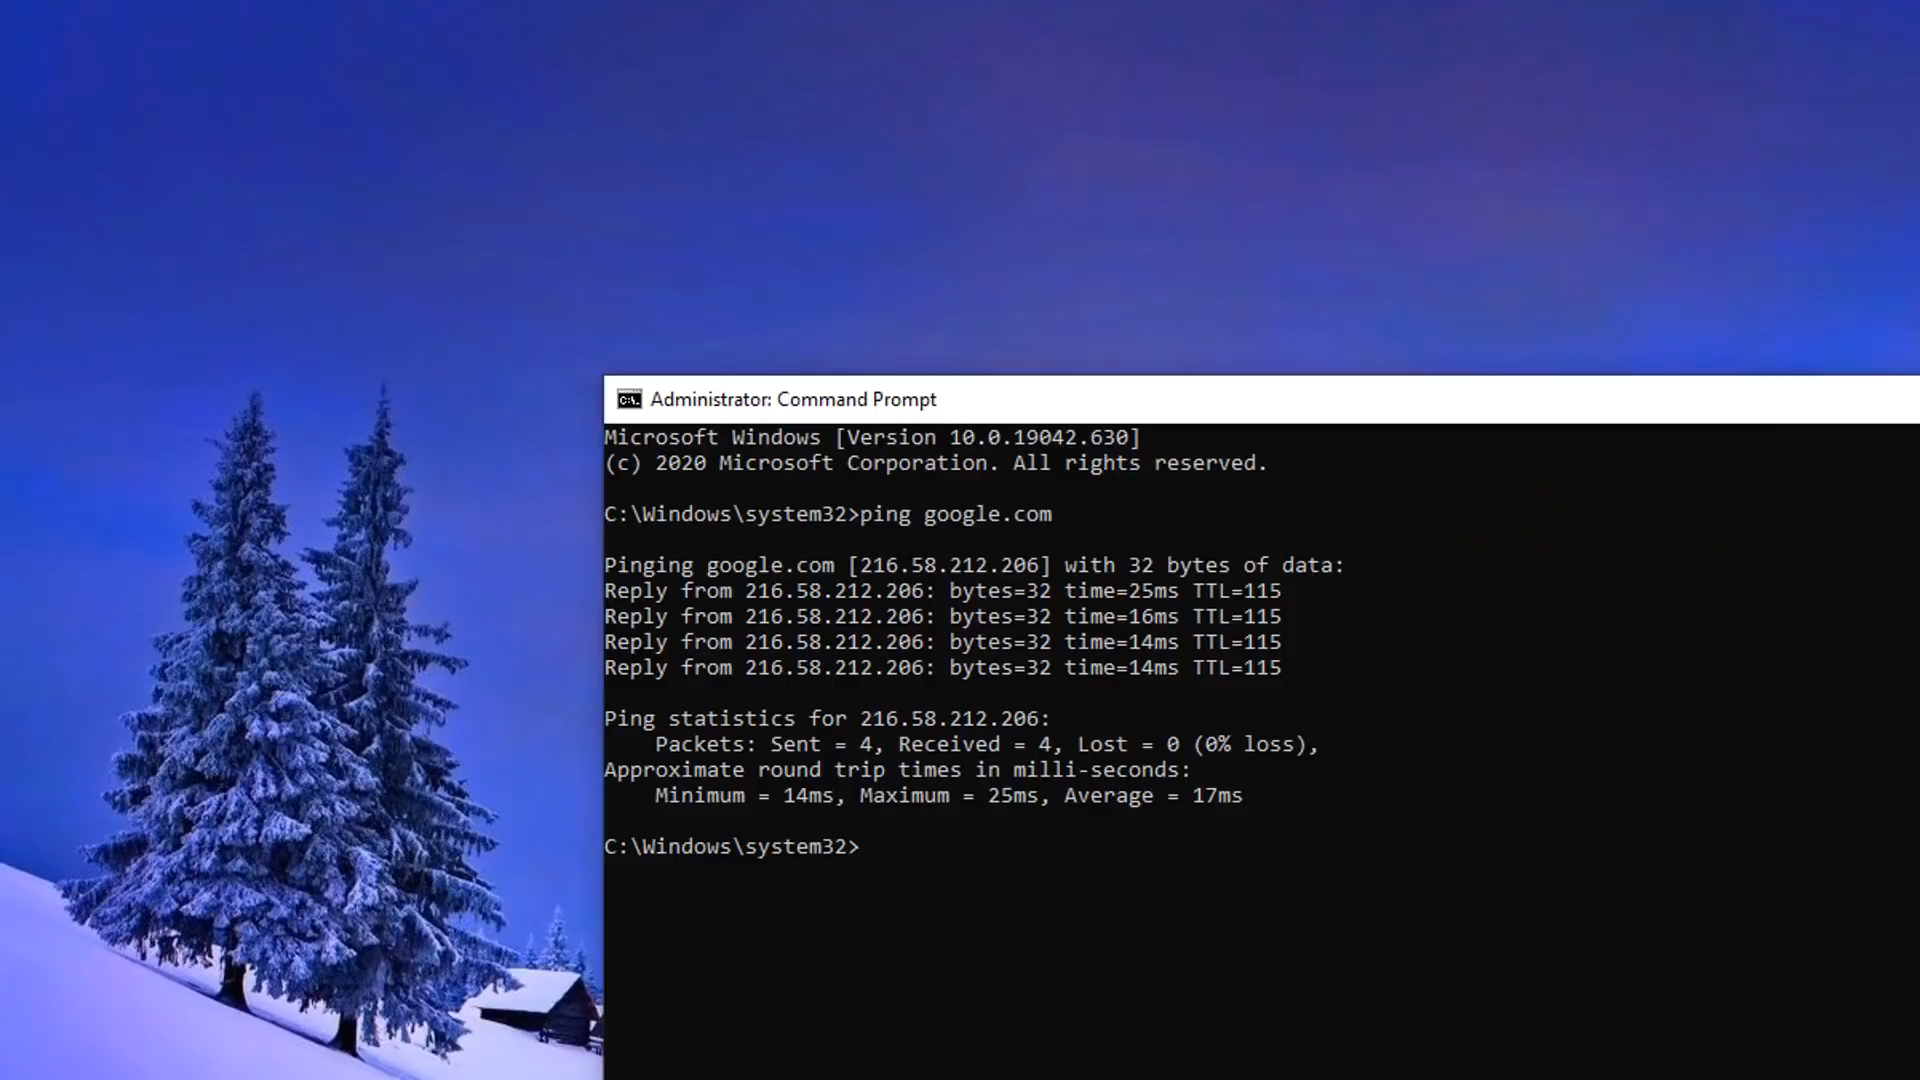 Administrator: Command Prompt
Microsoft Windows [Version 10.0.19042.630]
(c) 2020 Microsoft Corporation. All rights reserved.
C:\Windows\system32>ping google.com
Pinging google.com [216.58.212.206] with 32 bytes of data:
Reply from 216.58.212.206: bytes=32 time=25ms TTL=115
Reply from 216.58.212.206: bytes=32 time=16ms TTL=115
Reply from 216.58.212.206: bytes=32 time=14ms TTL=115
Reply from 216.58.212.206: bytes=32 time=14ms TTL=115
Ping statistics for 216.58.212.206:
    Packets: Sent = 4, Received = 4, Lost = 0 (0% loss),
Approximate round trip times in milli-seconds:
    Minimum = 14ms, Maximum = 25ms, Average = 17ms
C:\Windows\system32>